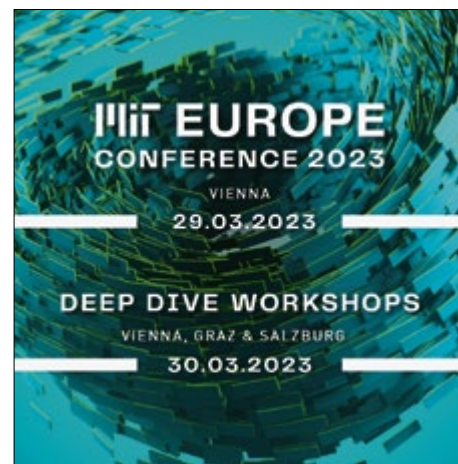 MIT EUROPE
CONFERENCE 2023
VIENNA
29.03.2023
DEEP DIVE WORKSHOPS
VIENNA, GRAZ & SALZBURG
30.03.2023